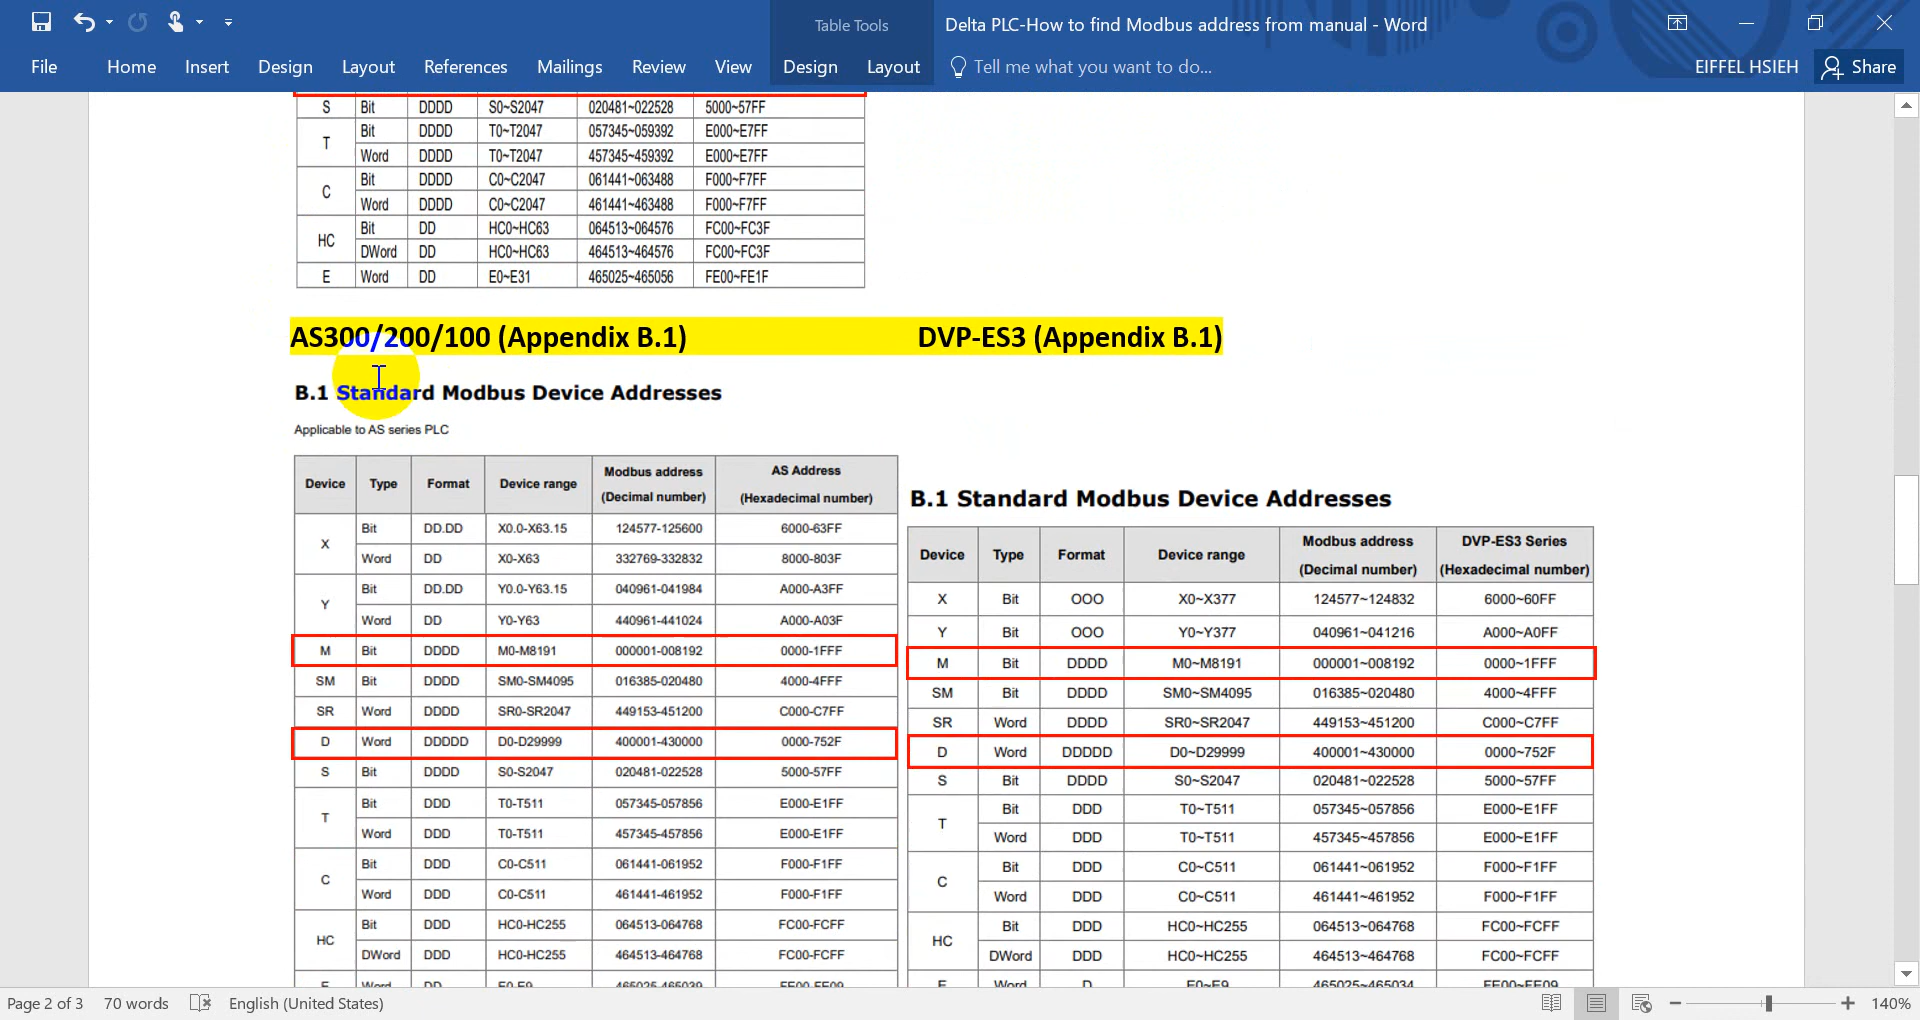 Table Tools
Delta PLC-How to find Modbus address from manual - Word
File Home Insert Design Layout References Mailings Review View Design Layout Tell me what you want to do... EIFFEL HSIEH Share
S Bit DDDD S0~S2047 020481~022528 5000~57FF
T Bit DDDD T0~T2047 057345~059392 E000~E7FF
Word DDDD T0~T2047 457345~459392 E000~E7FF
C Bit DDDD C0~C2047 061441~063488 F000~F7FF
Word DDDD C0~C2047 461441~463488 F000~F7FF
HC Bit DD HC0~HC63 064513~064576 FC00~FC3F
DWord DD HC0~HC63 464513~464576 FC00~FC3F
E Word DD E0~E31 465025~465056 FE00~FE1F
AS300/200/100 (Appendix B.1) DVP-ES3 (Appendix B.1)
B.1 Standard Modbus Device Addresses
Applicable to AS series PLC
Device Type Format Device range Modbus address (Decimal number) AS Address (Hexadecimal number)
X Bit DD.DD X0.0-X63.15 124577-125600 6000-63FF
Word DD X0-X63 332769-332832 8000-803F
Y Bit DD.DD Y0.0-Y63.15 040961-041984 A000-A3FF
Word DD Y0-Y63 440961-441024 A000-A03F
M Bit DDDD M0-M8191 000001-008192 0000-1FFF
SM Bit DDDD SM0-SM4095 016385-020480 4000-4FFF
SR Word DDDD SR0-SR2047 449153-451200 C000-C7FF
D Word DDDDD D0-D29999 400001-430000 0000-752F
S Bit DDDD S0-S2047 020481-022528 5000-57FF
T Bit DDD T0-T511 057345-057856 E000-E1FF
Word DDD T0-T511 457345-457856 E000-E1FF
C Bit DDD C0-C511 061441-061952 F000-F1FF
Word DDD C0-C511 461441-461952 F000-F1FF
HC Bit DDD HC0-HC255 064513-064768 FC00-FCFF
DWord DDD HC0-HC255 464513-464768 FC00-FCFF
B.1 Standard Modbus Device Addresses
Device Type Format Device range Modbus address (Decimal number) DVP-ES3 Series (Hexadecimal number)
X Bit OOO X0~X377 124577~124832 6000~60FF
Y Bit OOO Y0~Y377 040961~041216 A000~A0FF
M Bit DDDD M0~M8191 000001~008192 0000~1FFF
SM Bit DDDD SM0~SM4095 016385~020480 4000~4FFF
SR Word DDDD SR0~SR2047 449153~451200 C000~C7FF
D Word DDDDD D0~D29999 400001~430000 0000~752F
S Bit DDDD S0~S2047 020481~022528 5000~57FF
T Bit DDD T0~T511 057345~057856 E000~E1FF
Word DDD T0~T511 457345~457856 E000~E1FF
C Bit DDD C0~C511 061441~061952 F000~F1FF
Word DDD C0~C511 461441~461952 F000~F1FF
HC Bit DDD HC0~HC255 064513~064768 FC00~FCFF
DWord DDD HC0~HC255 464513~464768 FC00~FCFF
Page 2 of 3 70 words English (United States) 140%